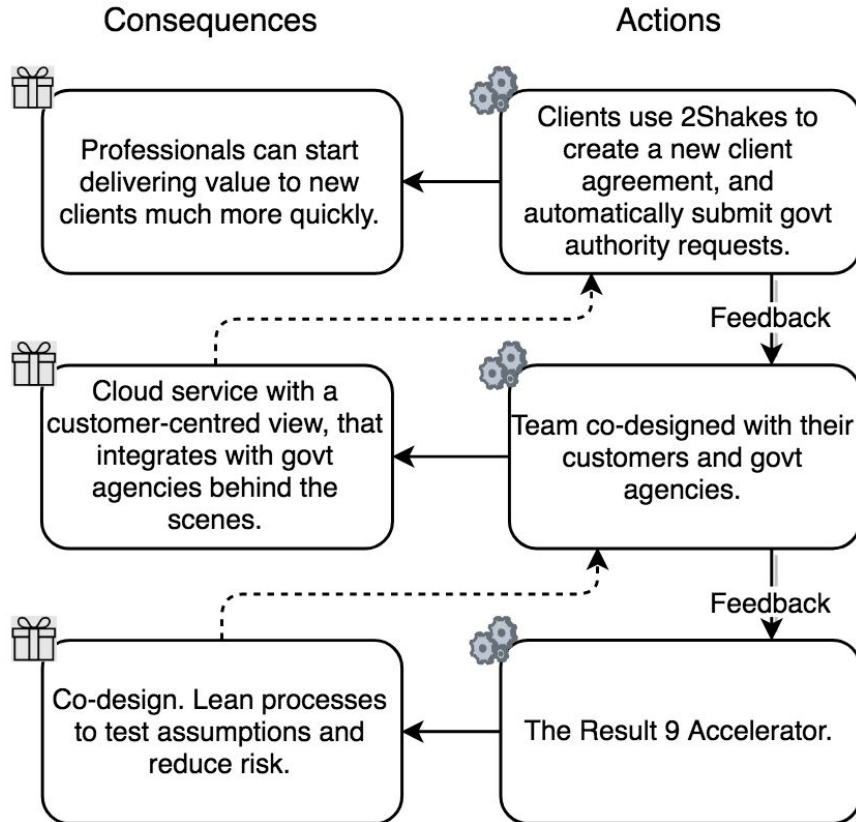 Consequences
Actions
Professionals can start
delivering value to new
clients much more quickly.
Clients use 2Shakes to
create a new client
agreement, and
automatically submit govt
authority requests.
Feedback
Cloud service with a
customer-centred view, that
integrates with govt
agencies behind the
scenes.
Team co-designed with their
customers and govt
agencies.
Feedback
Co-design. Lean processes
to test assumptions and
reduce risk.
The Result 9 Accelerator.